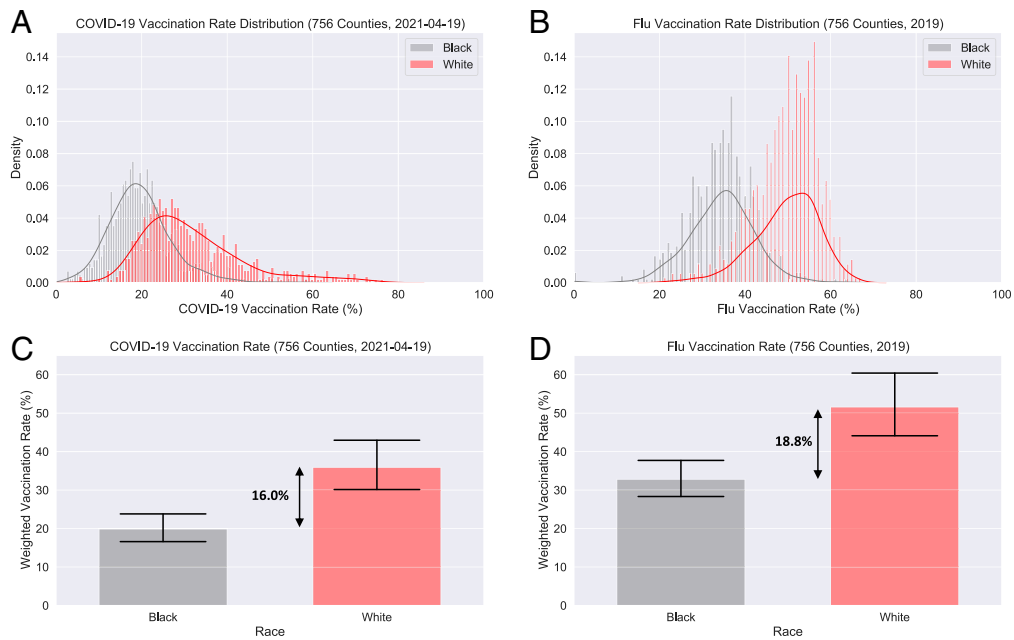 A
COVID-19 Vaccination Rate Distribution (756 Counties, 2021-04-19)
Black
White
0.14
0.12
0.10
0.08
0.06
0.04
0.02
0.00
Density
0 20 40 60 80 100
COVID-19 Vaccination Rate (%)
B
Flu Vaccination Rate Distribution (756 Counties, 2019)
Black
White
0.14
0.12
0.10
0.08
0.06
0.04
0.02
0.00
Density
0 20 40 60 80 100
Flu Vaccination Rate (%)
C
COVID-19 Vaccination Rate (756 Counties, 2021-04-19)
60
50
40
30
20
10
0
Weighted Vaccination Rate (%)
16.0%
Black White
Race
D
Flu Vaccination Rate (756 Counties, 2019)
60
50
40
30
20
10
0
Weighted Vaccination Rate (%)
18.8%
Black White
Race